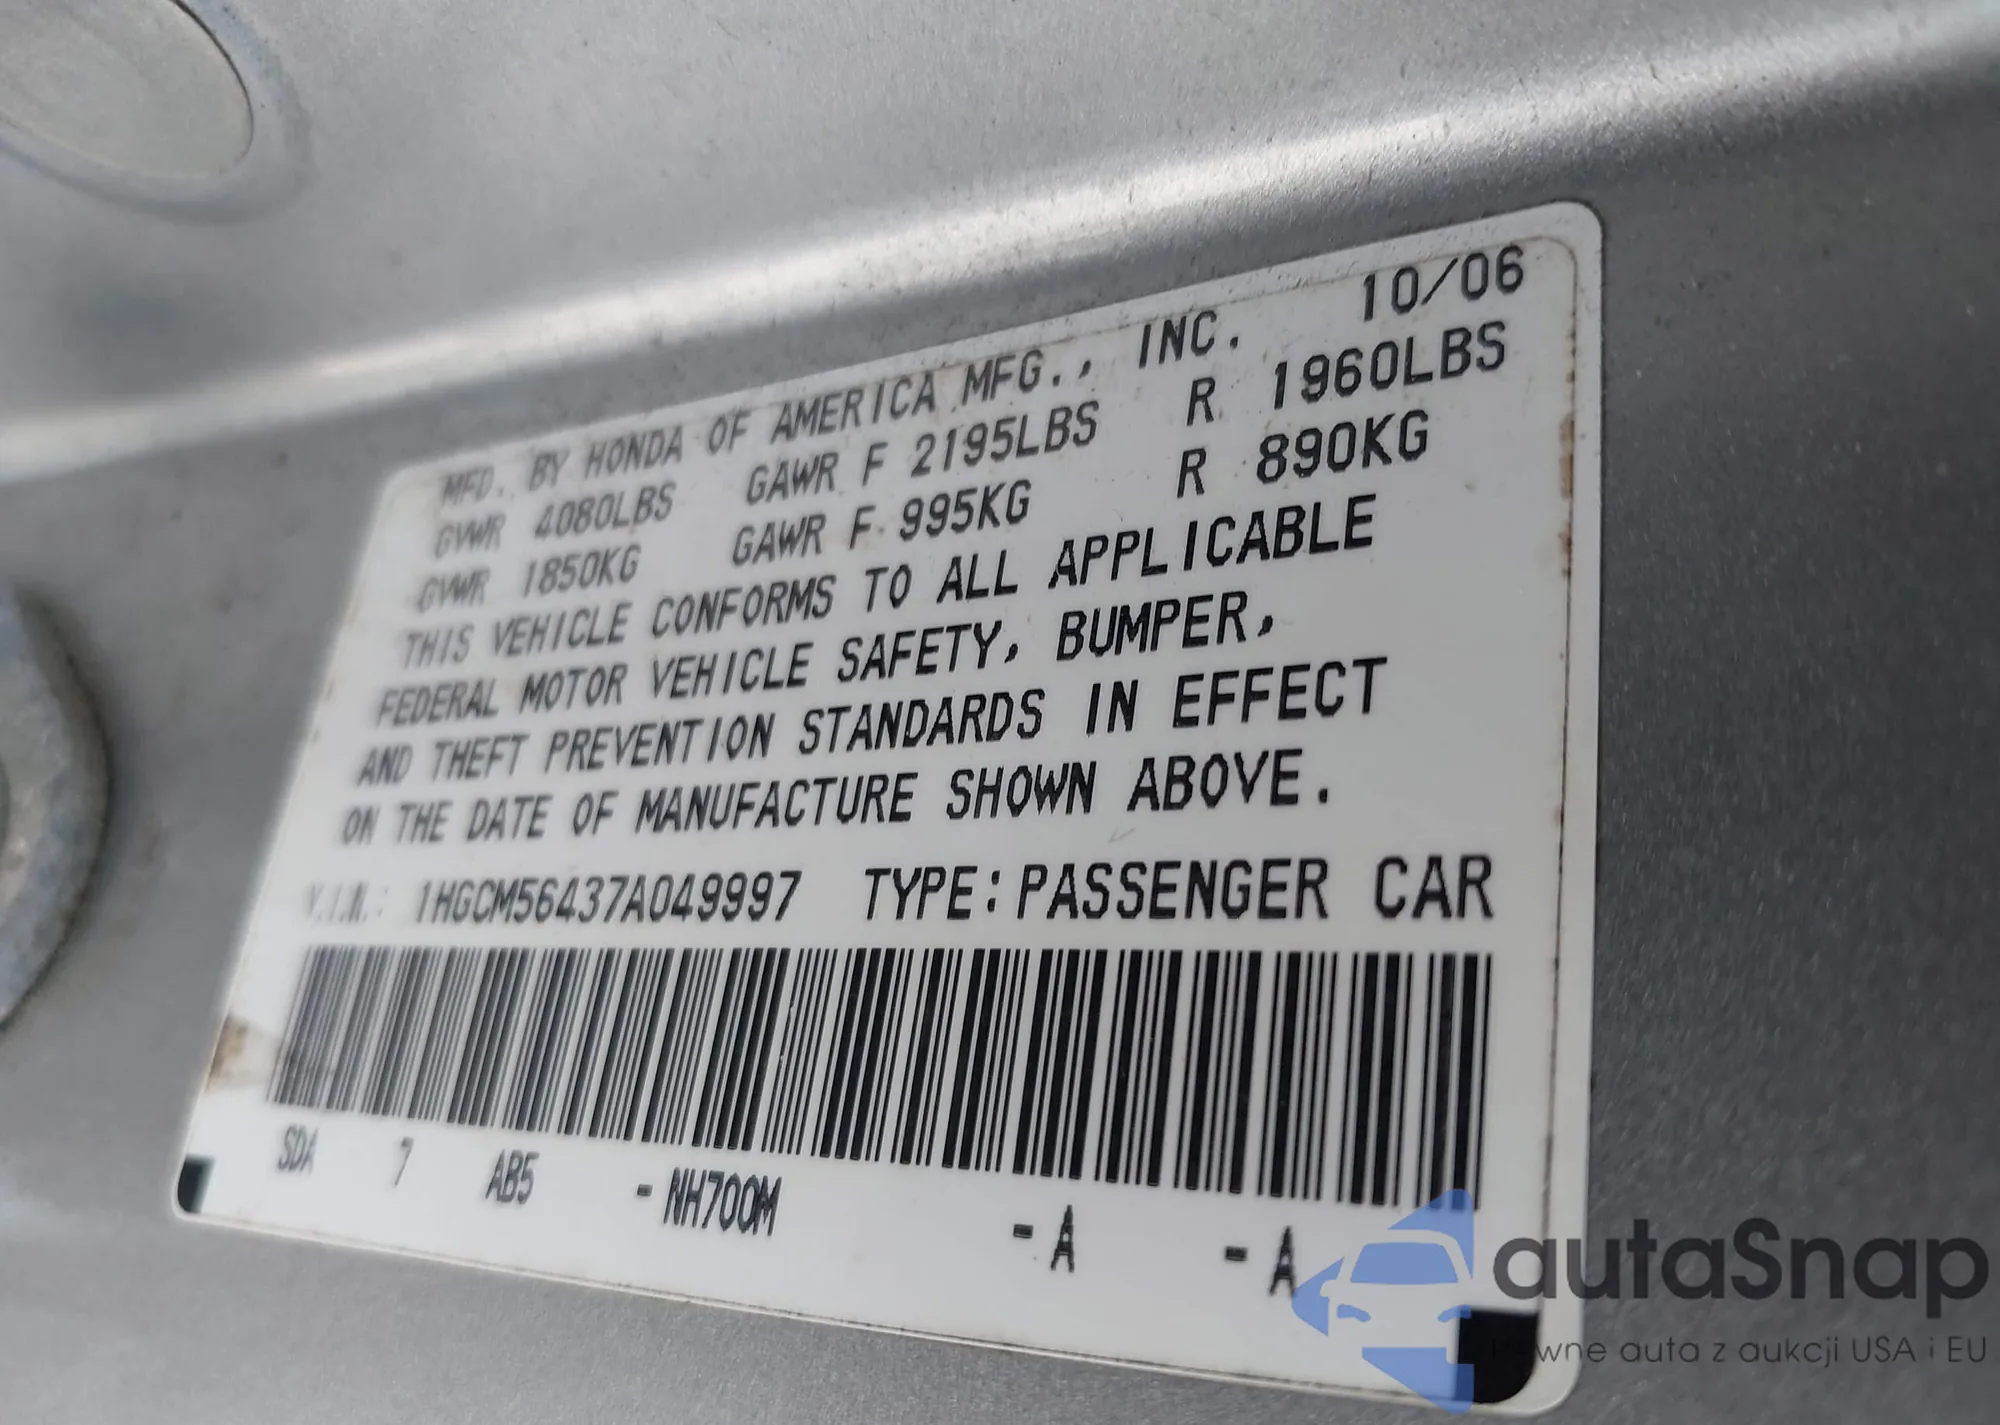 MFD. BY HONDA OF AMERICA MFG., INC. 10/06
GVWR 4080LBS GAWR F 2195LBS R 1960LBS
GVWR 1850KG GAWR F 995KG R 890KG
THIS VEHICLE CONFORMS TO ALL APPLICABLE
FEDERAL MOTOR VEHICLE SAFETY, BUMPER,
AND THEFT PREVENTION STANDARDS IN EFFECT
ON THE DATE OF MANUFACTURE SHOWN ABOVE.
V.I.N.: 1HGCM56437A049997 TYPE: PASSENGER CAR
SDA 7 AB5 - NH700M - A - A
autaSnap
auta z aukcji USA i EU